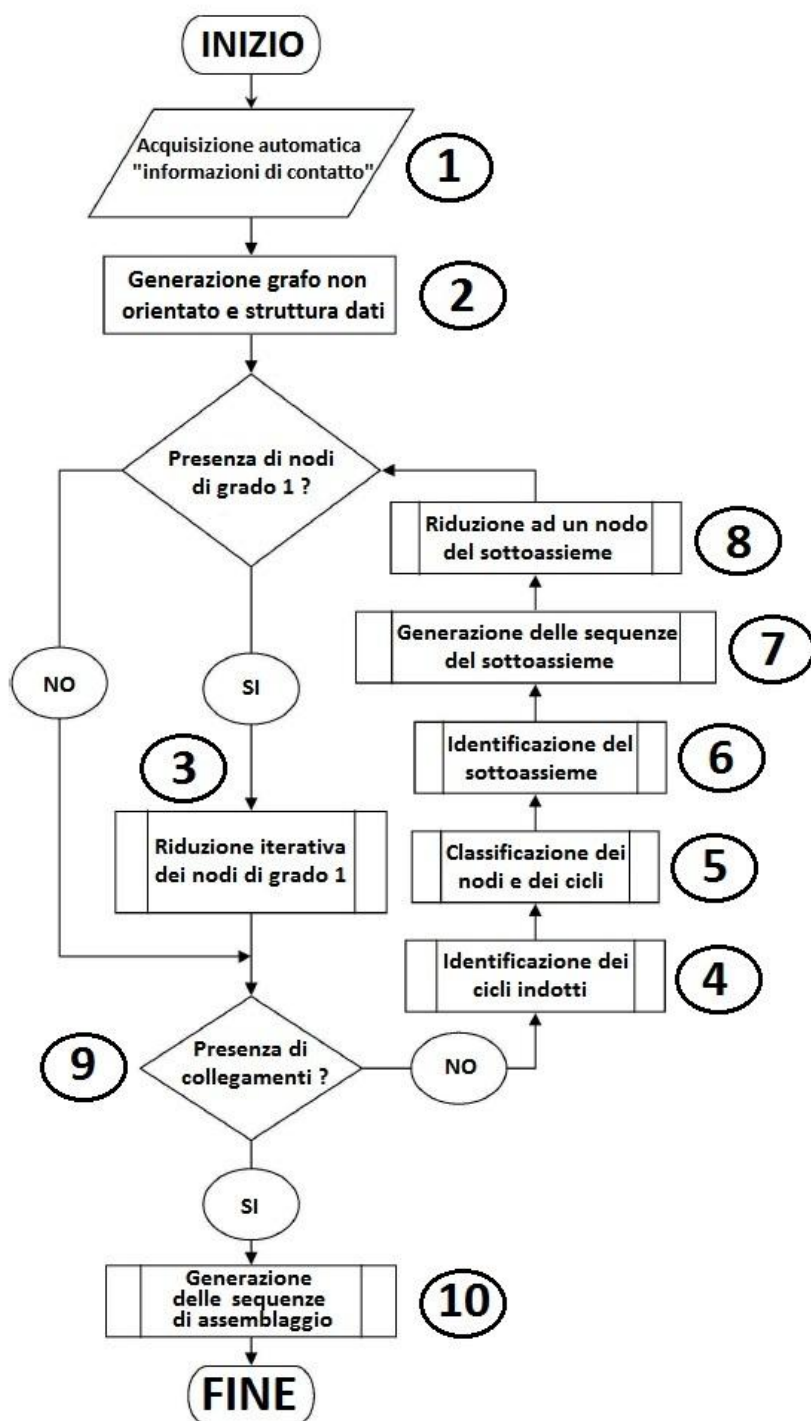 INIZIO
Acquisizione automatica
"informazioni di contatto"
1
Generazione grafo non
orientato e struttura dati
2
Presenza di nodi
di grado 1 ?
NO
SI
3
Riduzione iterativa
dei nodi di grado 1
Riduzione ad un nodo
del sottoassieme
8
Generazione delle sequenze
del sottoassieme
7
Identificazione del
sottoassieme
6
Classificazione dei
nodi e dei cicli
5
Identificazione dei
cicli indotti
4
9
Presenza di
collegamenti ?
NO
SI
Generazione
delle sequenze
di assemblaggio
10
FINE